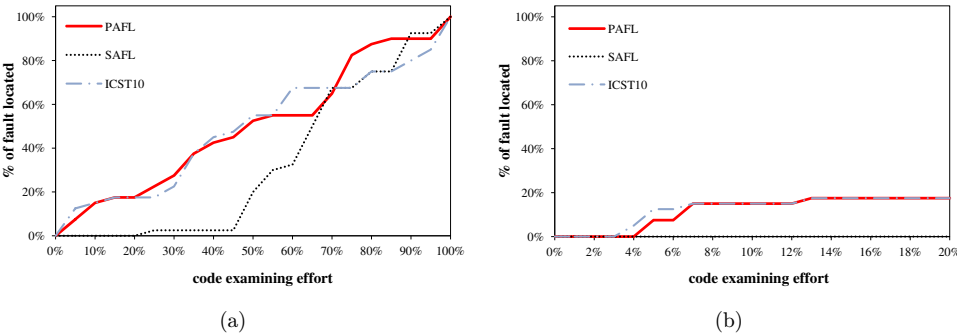 100%
80%
60%
40%
20%
0%
% of fault located
PAFL
SAFL
ICST10
0% 10% 20% 30% 40% 50% 60% 70% 80% 90% 100%
code examining effort
(a)
100%
80%
60%
40%
20%
0%
% of fault located
PAFL
SAFL
ICST10
0% 2% 4% 6% 8% 10% 12% 14% 16% 18% 20%
code examining effort
(b)